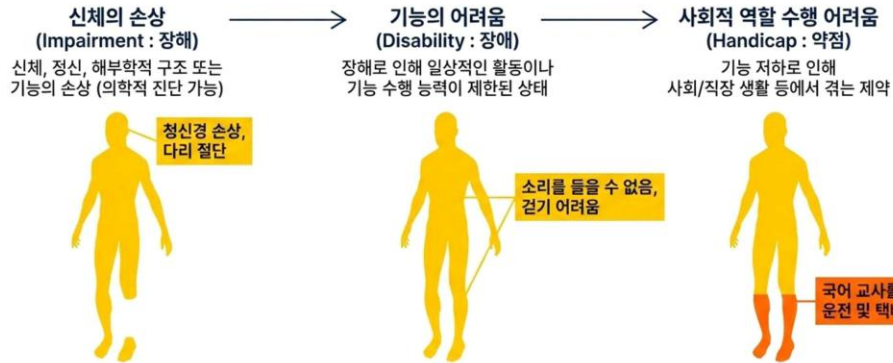 신체의 손상
(Impairment : 장해)
신체, 정신, 해부학적 구조 또는
기능의 손상 (의학적 진단 가능)
청신경 손상,
다리 절단
기능의 어려움
(Disability : 장애)
장해로 인해 일상적인 활동이나
기능 수행 능력이 제한된 상태
소리를 들을 수 없음,
걷기 어려움
사회적 역할 수행 어려움
(Handicap : 약점)
기능 저하로 인해
사회/직장 생활 등에서 겪는 제약
국어 교사
운전 및